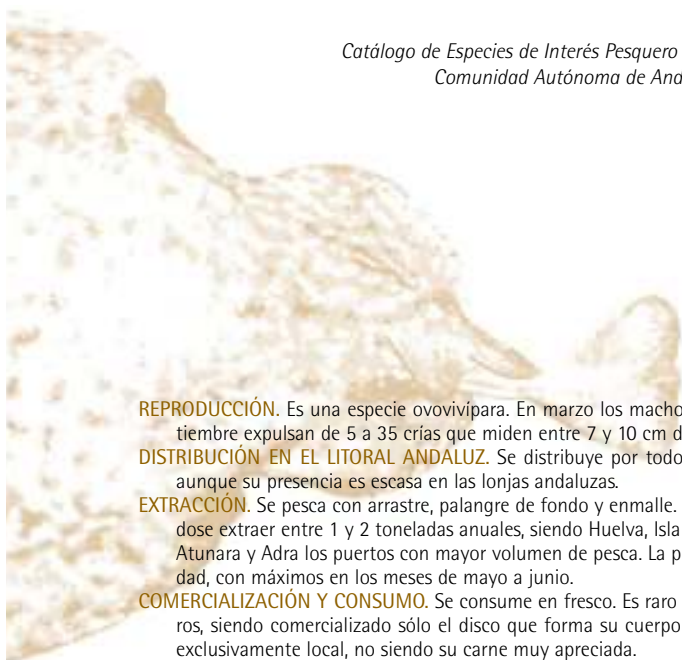 Catálogo de Especies de Interés Pesquero
Comunidad Autónoma de
REPRODUCCIÓN. Es una especie ovovivípara. En marzo los
tiembre expulsan de 5 a 35 crías que miden entre 7 y 10 cm
DISTRIBUCIÓN EN EL LITORAL ANDALUZ. Se distribuye por todo
aunque su presencia es escasa en las lonjas andaluzas.
EXTRACCIÓN. Se pesca con arrastre, palangre de fondo y enmalle.
dose extraer entre 1 y 2 toneladas anuales, siendo Huelva, Isla
Atunara y Adra los puertos con mayor volumen de pesca. La
dad, con máximos en los meses de mayo a junio.
COMERCIALIZACIÓN Y CONSUMO. Se consume en fresco. Es raro
ros, siendo comercializado sólo el disco que forma su cuerpo
exclusivamente local, no siendo su carne muy apreciada.